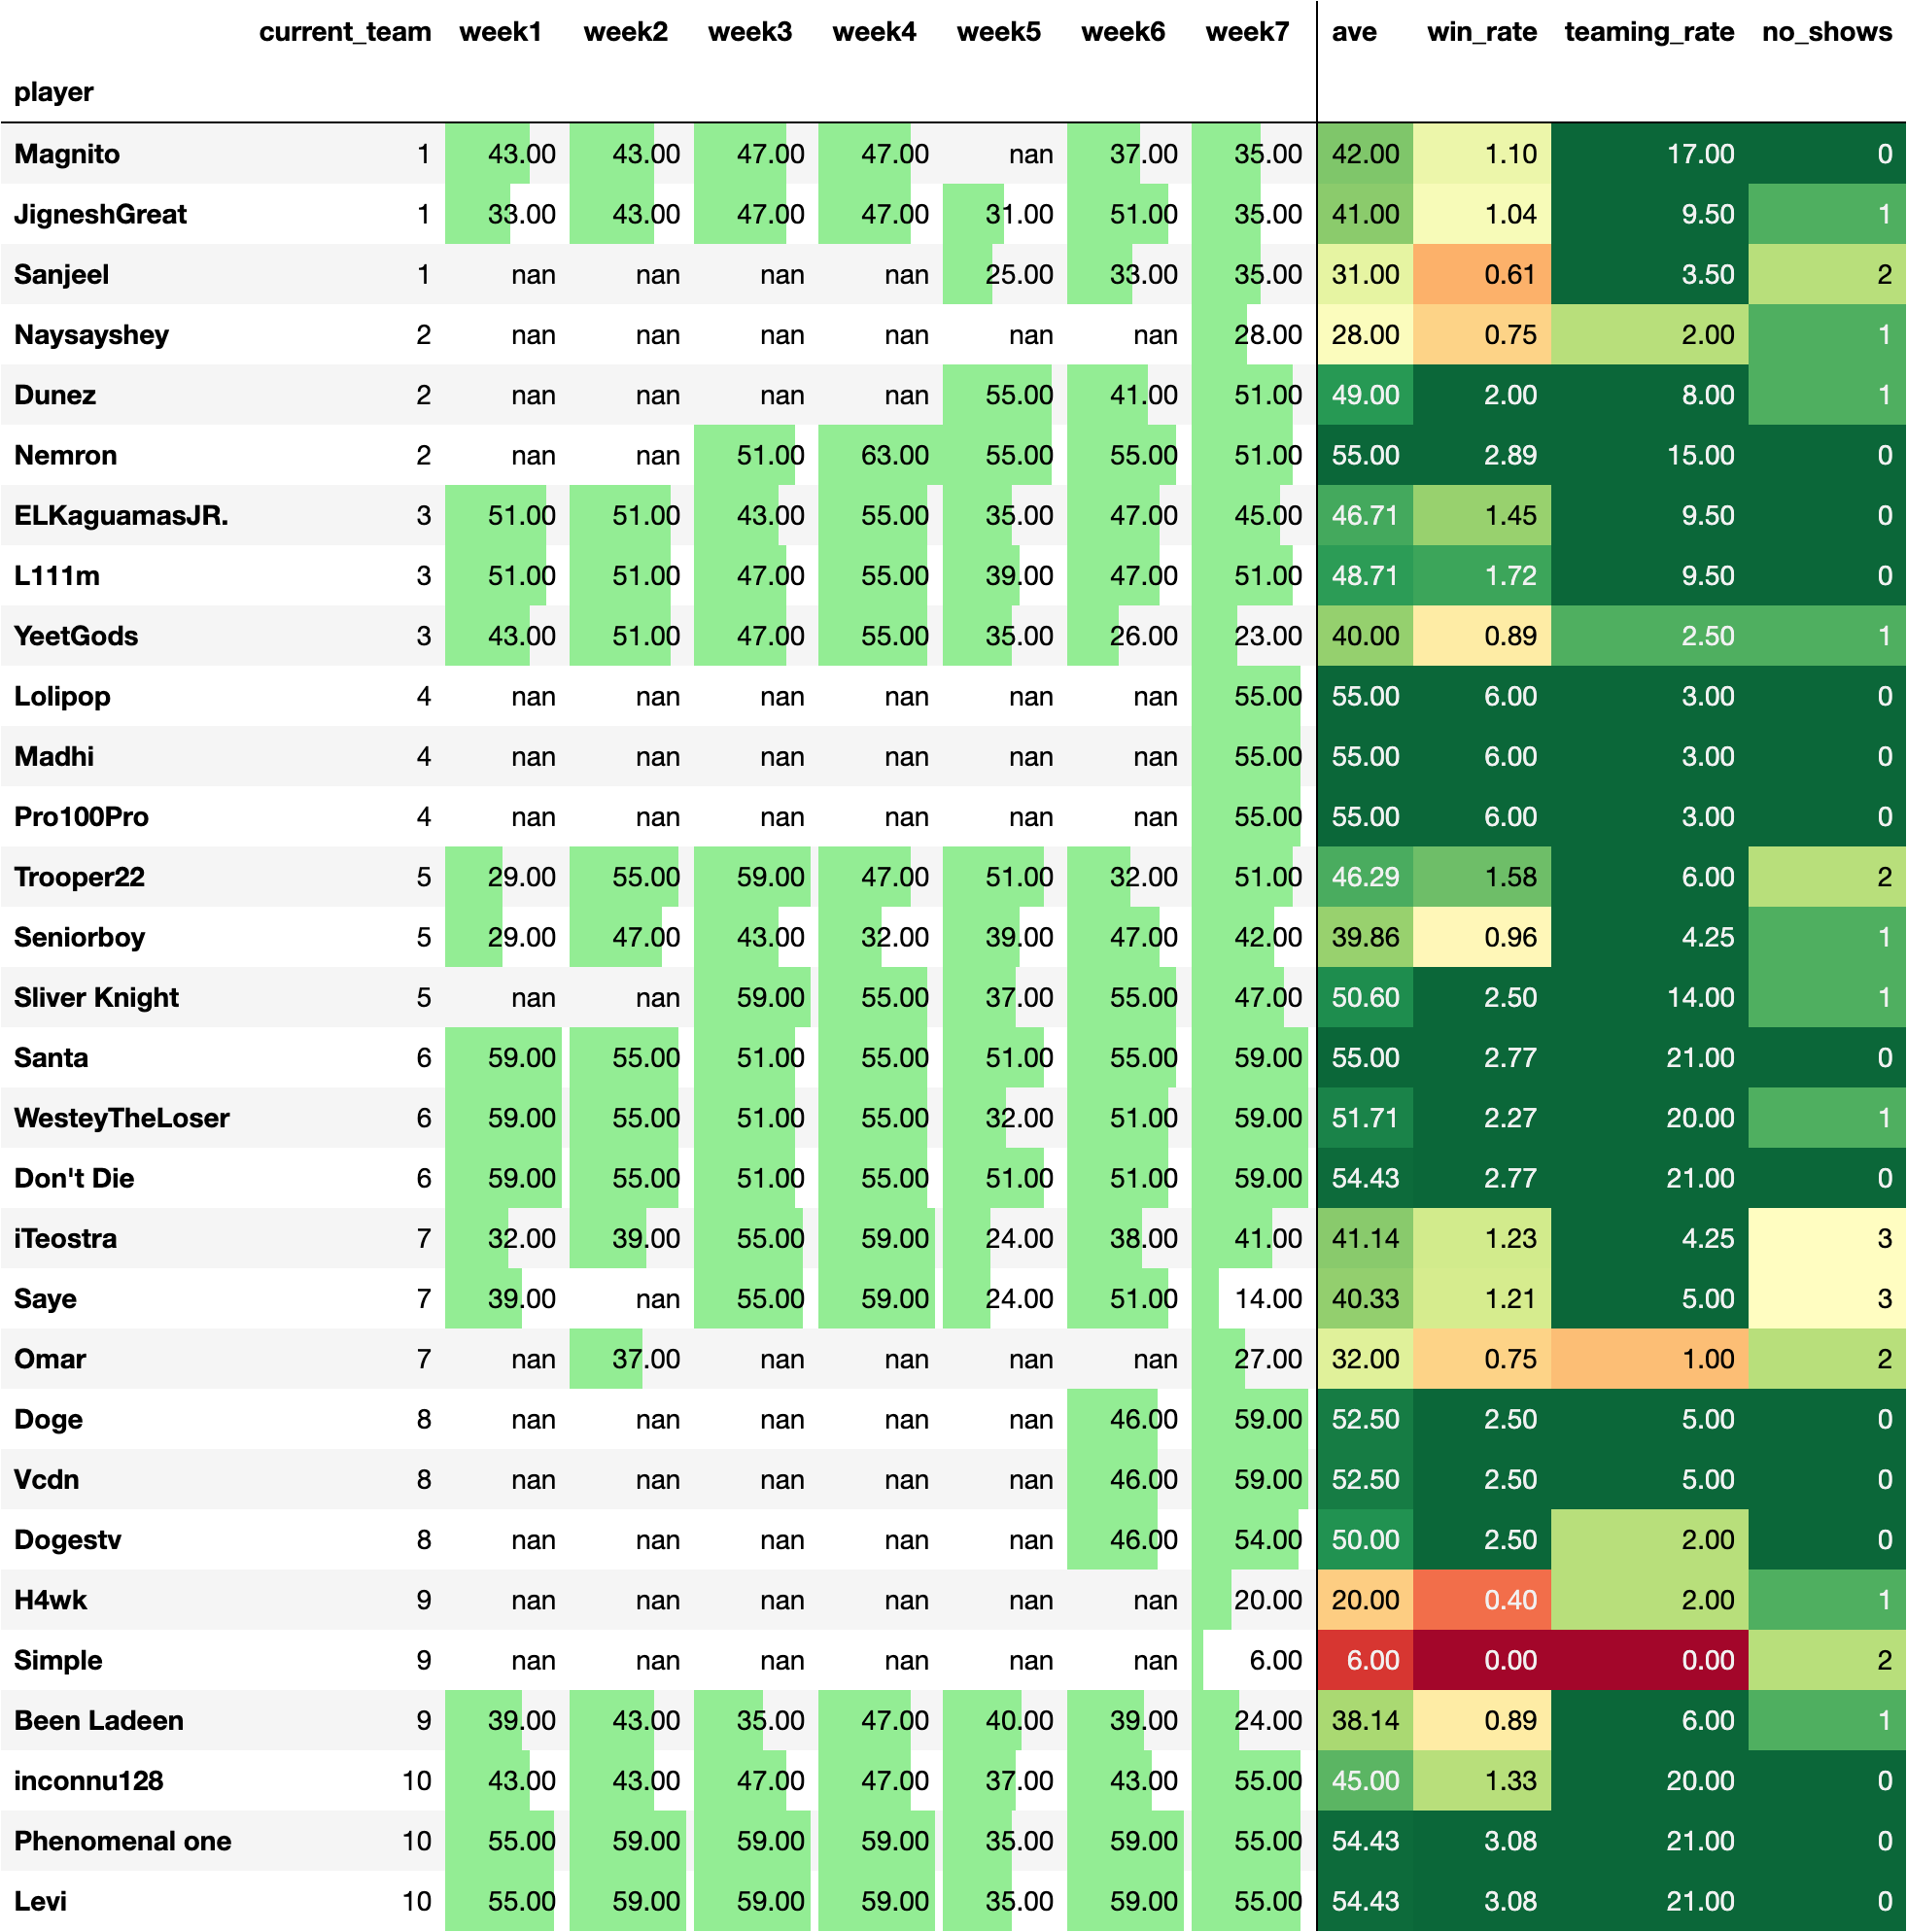 current_team week1 week2 week3 week4 week5 week6 week7 ave win_rate teaming_rate no_shows
player
Magnito 1 43.00 43.00 47.00 47.00 nan 37.00 35.00 42.00 1.10 17.00 0
JigneshGreat 1 33.00 43.00 47.00 47.00 31.00 51.00 35.00 41.00 1.04 9.50 1
Sanjeel 1 nan nan nan nan 25.00 33.00 35.00 31.00 0.61 3.50 2
Naysayshey 2 nan nan nan nan nan nan 28.00 28.00 0.75 2.00 1
Dunez 2 nan nan nan nan 55.00 41.00 51.00 49.00 2.00 8.00 1
Nemron 2 nan nan 51.00 63.00 55.00 55.00 51.00 55.00 2.89 15.00 0
ELKaguamasJR. 3 51.00 51.00 43.00 55.00 35.00 47.00 45.00 46.71 1.45 9.50 0
L111m 3 51.00 51.00 47.00 55.00 39.00 47.00 51.00 48.71 1.72 9.50 0
YeetGods 3 43.00 51.00 47.00 55.00 35.00 26.00 23.00 40.00 0.89 2.50 1
Lolipop 4 nan nan nan nan nan nan 55.00 55.00 6.00 3.00 0
Madhi 4 nan nan nan nan nan nan 55.00 55.00 6.00 3.00 0
Pro100Pro 4 nan nan nan nan nan nan 55.00 55.00 6.00 3.00 0
Trooper22 5 29.00 55.00 59.00 47.00 51.00 32.00 51.00 46.29 1.58 6.00 2
Seniorboy 5 29.00 47.00 43.00 32.00 39.00 47.00 42.00 39.86 0.96 4.25 1
Sliver Knight 5 nan nan 59.00 55.00 37.00 55.00 47.00 50.60 2.50 14.00 1
Santa 6 59.00 55.00 51.00 55.00 51.00 55.00 59.00 55.00 2.77 21.00 0
WesteyTheLoser 6 59.00 55.00 51.00 55.00 32.00 51.00 59.00 51.71 2.27 20.00 1
Don't Die 6 59.00 55.00 51.00 55.00 51.00 51.00 59.00 54.43 2.77 21.00 0
iTeostra 7 32.00 39.00 55.00 59.00 24.00 38.00 41.00 41.14 1.23 4.25 3
Saye 7 39.00 nan 55.00 59.00 24.00 51.00 14.00 40.33 1.21 5.00 3
Omar 7 nan 37.00 nan nan nan nan 27.00 32.00 0.75 1.00 2
Doge 8 nan nan nan nan nan 46.00 59.00 52.50 2.50 5.00 0
Vcdn 8 nan nan nan nan nan 46.00 59.00 52.50 2.50 5.00 0
Dogestv 8 nan nan nan nan nan 46.00 54.00 50.00 2.50 2.00 0
H4wk 9 nan nan nan nan nan nan 20.00 20.00 0.40 2.00 1
Simple 9 nan nan nan nan nan nan 6.00 6.00 0.00 0.00 2
Been Ladeen 9 39.00 43.00 35.00 47.00 40.00 39.00 24.00 38.14 0.89 6.00 1
inconnu128 10 43.00 43.00 47.00 47.00 37.00 43.00 55.00 45.00 1.33 20.00 0
Phenomenal one 10 55.00 59.00 59.00 59.00 35.00 59.00 55.00 54.43 3.08 21.00 0
Levi 10 55.00 59.00 59.00 59.00 35.00 59.00 55.00 54.43 3.08 21.00 0